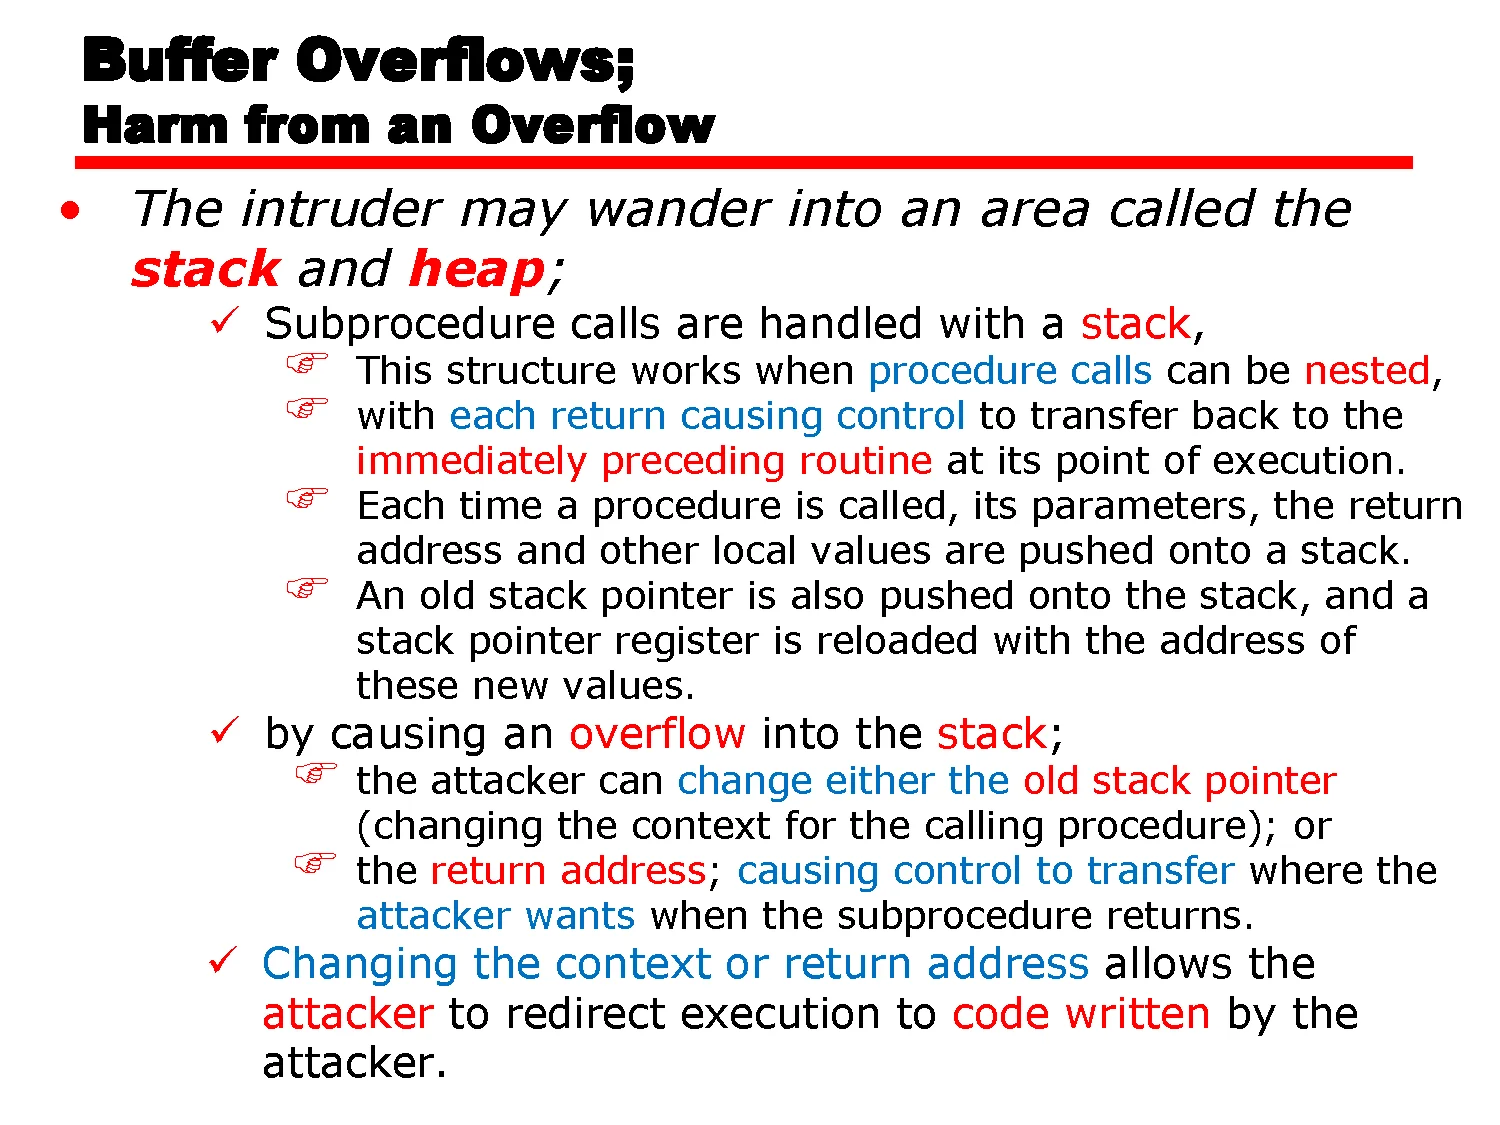 Buffer Overflows;
Harm from an Overflow
• The intruder may wander into an area called the
stack and heap;
✓ Subprocedure calls are handled with a stack,
☞ This structure works when procedure calls can be nested,
☞ with each return causing control to transfer back to the
immediately preceding routine at its point of execution.
☞ Each time a procedure is called, its parameters, the return
address and other local values are pushed onto a stack.
☞ An old stack pointer is also pushed onto the stack, and a
stack pointer register is reloaded with the address of
these new values.
✓ by causing an overflow into the stack;
☞ the attacker can change either the old stack pointer
(changing the context for the calling procedure); or
☞ the return address; causing control to transfer where the
attacker wants when the subprocedure returns.
✓ Changing the context or return address allows the
attacker to redirect execution to code written by the
attacker.